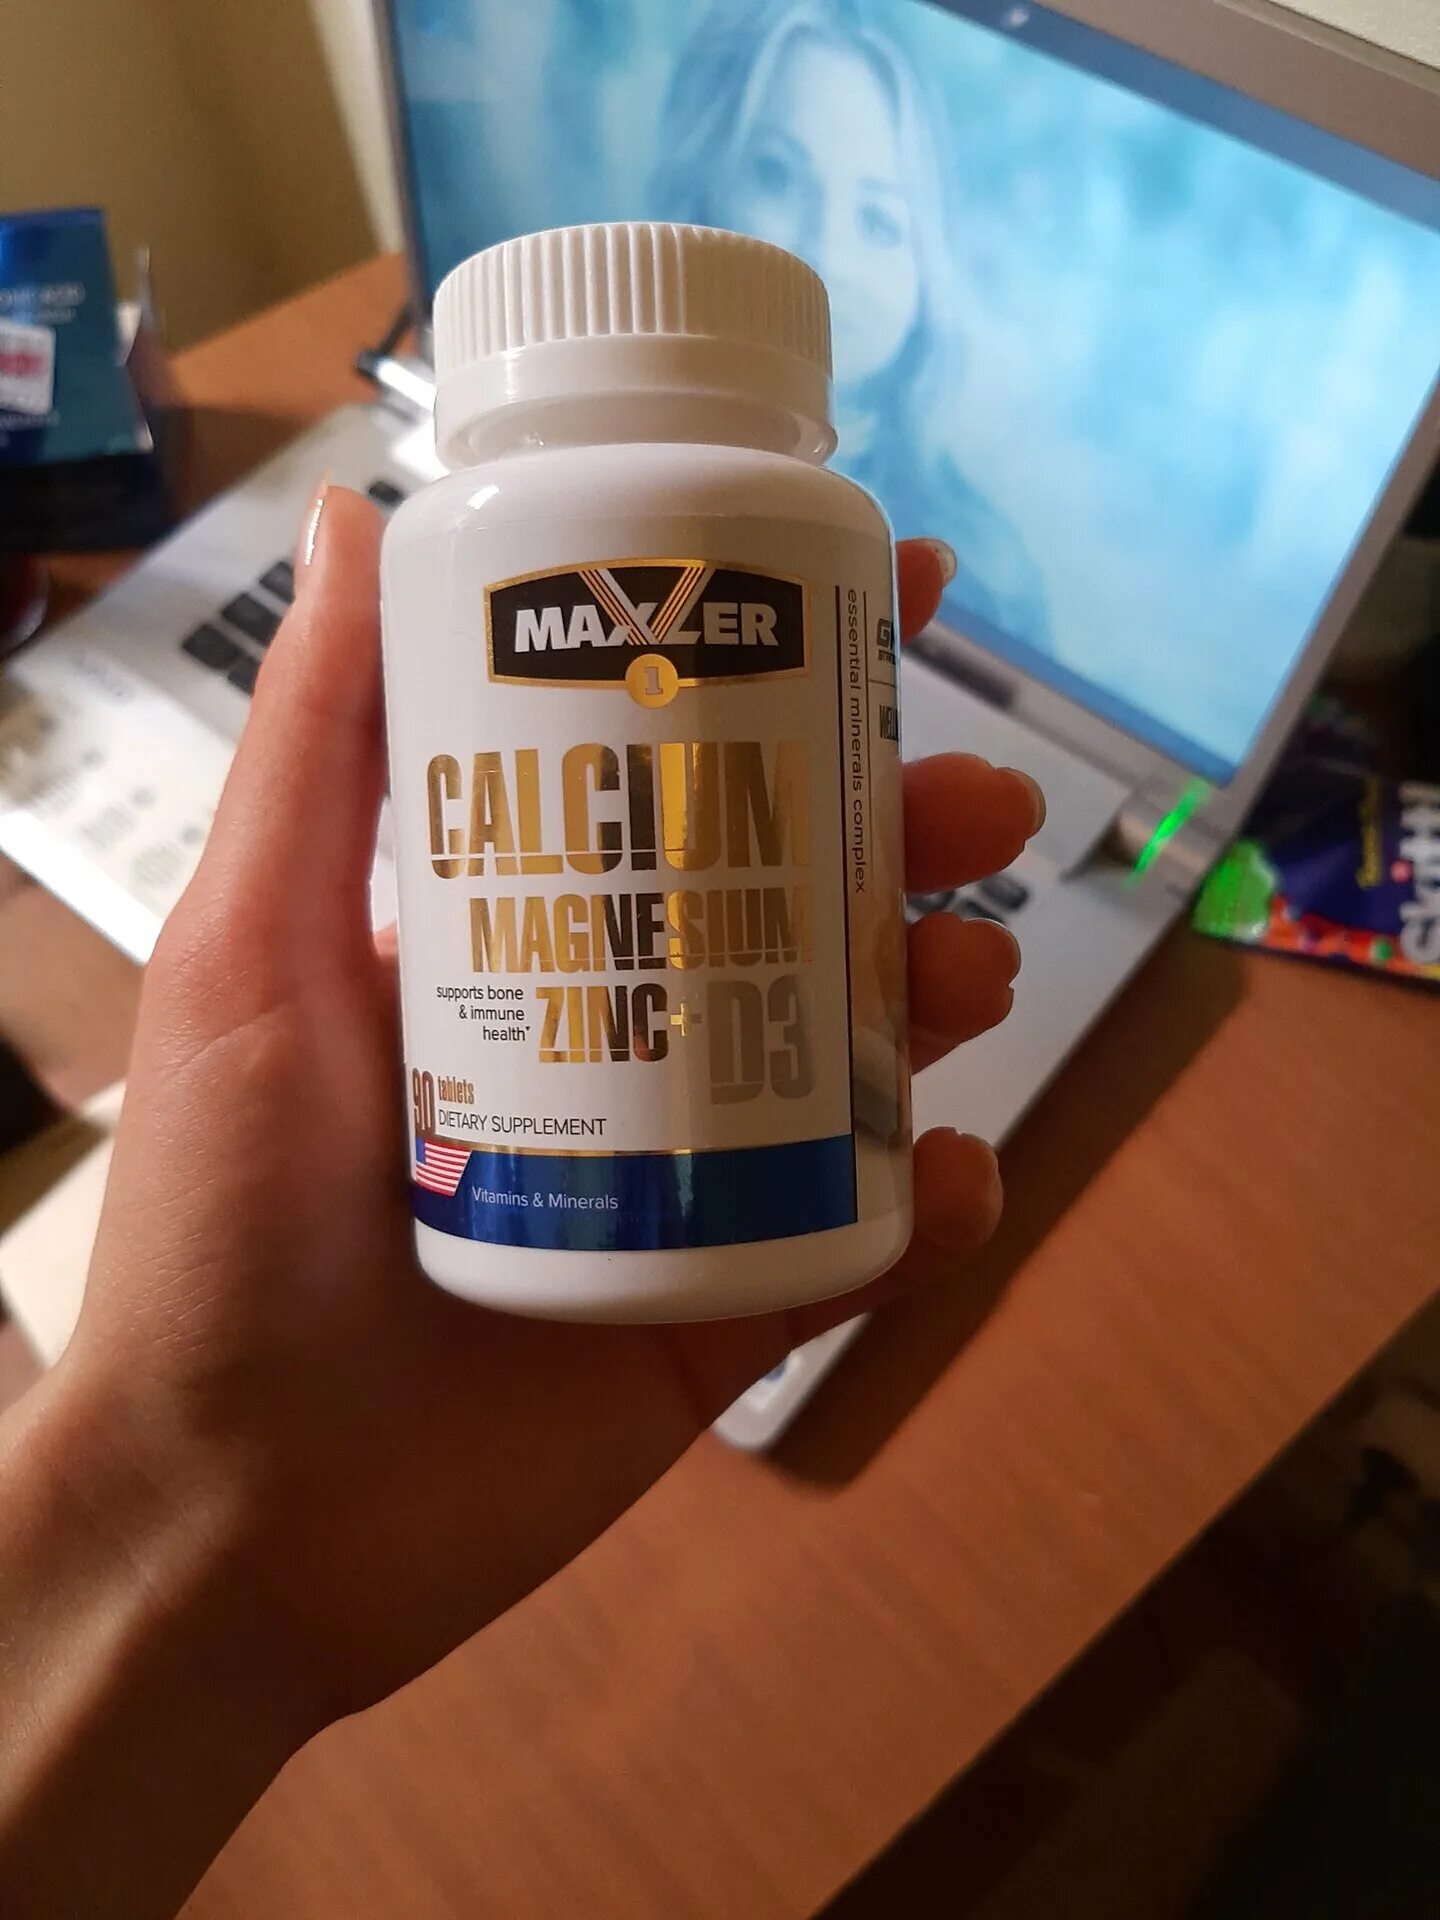 MAXLER
1
CALCIUM
MAGNESIUM
supports bone
& immune
health*
ZINC+D3
90 tablets
DIETARY SUPPLEMENT
Vitamins & Minerals
essential minerals complex
ACID